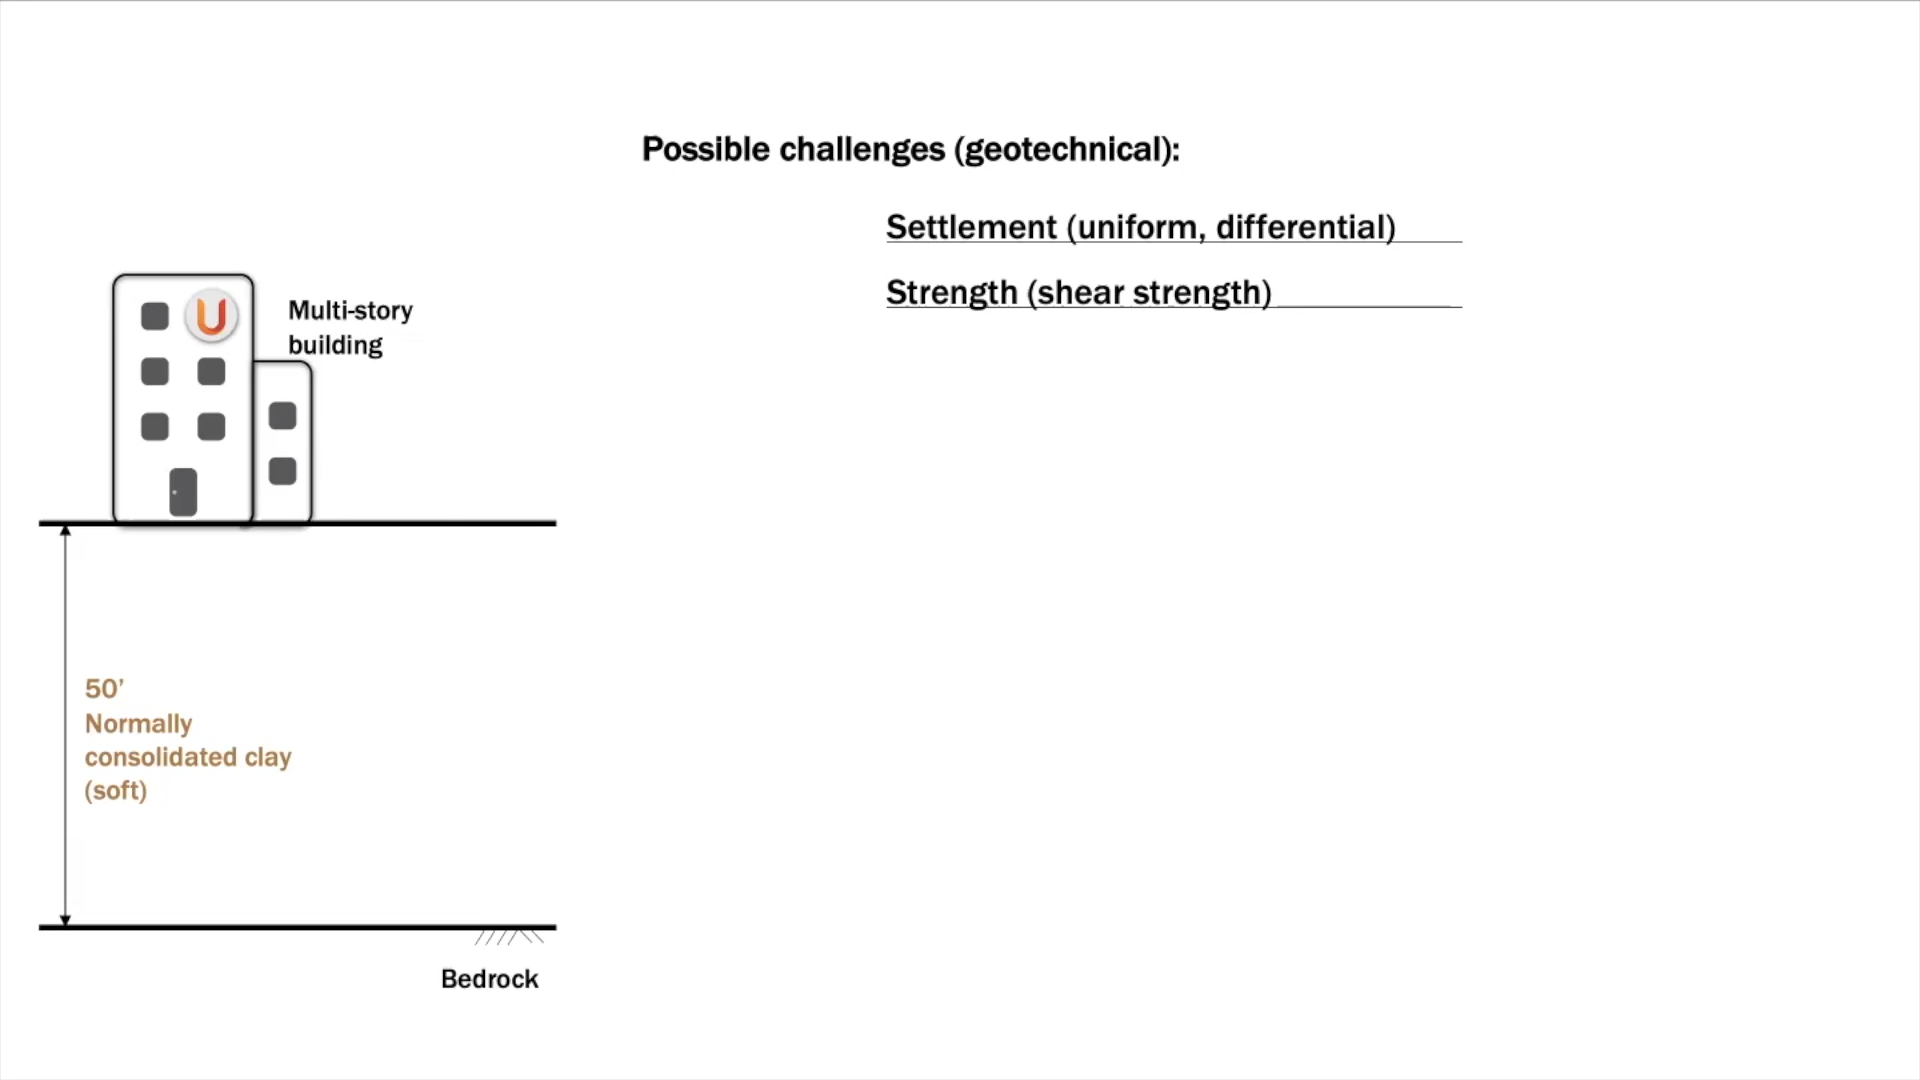 Possible challenges (geotechnical):
Settlement (uniform, differential)
Strength (shear strength)
U
Multi-story
building
50’
Normally
consolidated clay
(soft)
Bedrock